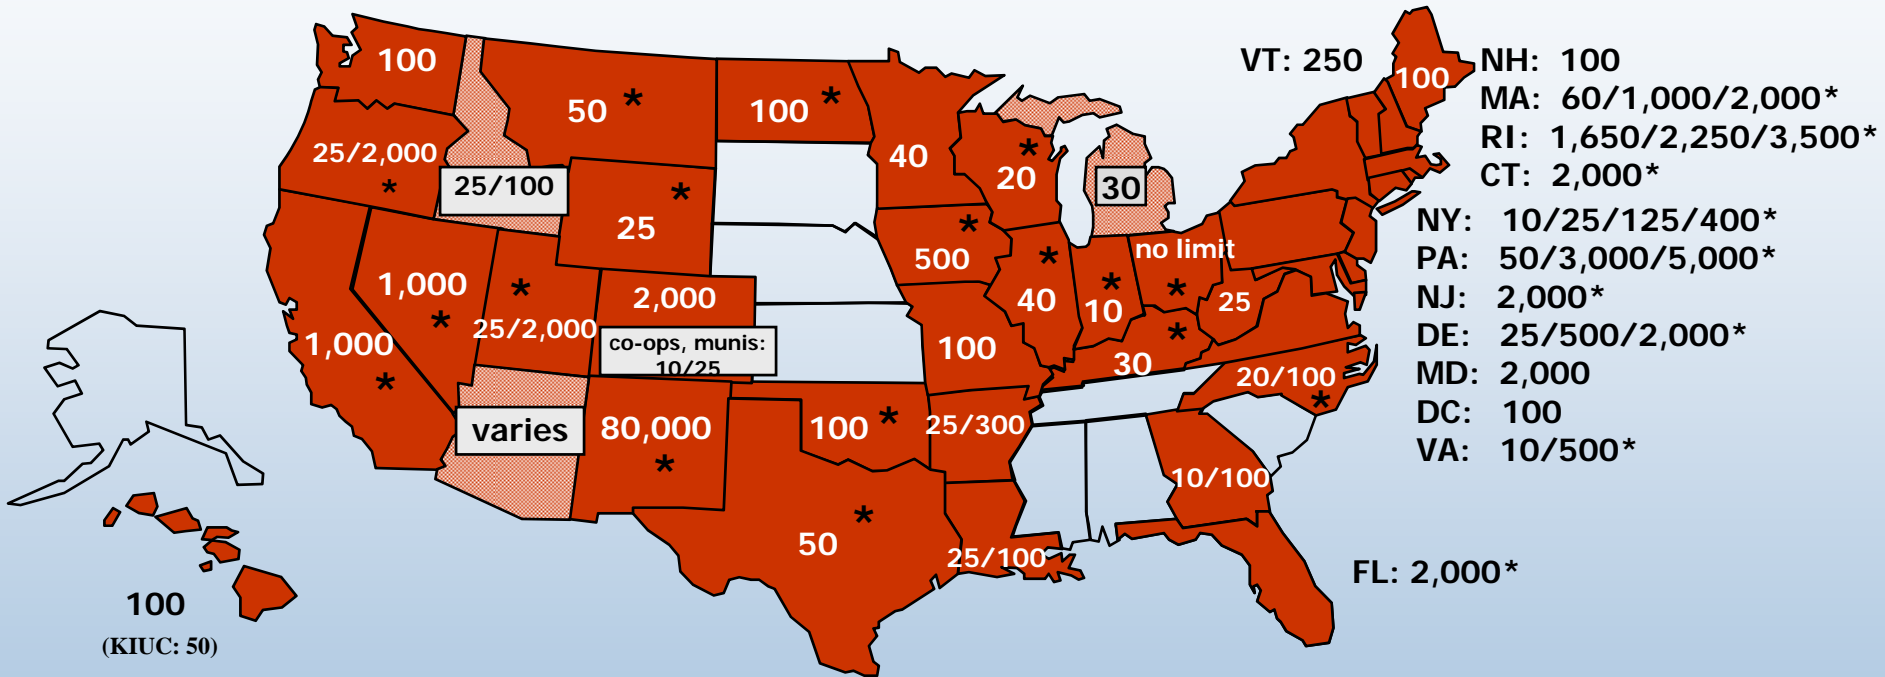 100
50 *
100 *
40
20 *
30
100
25/2,000
*
25/100
25 *
500 *
1,000
*
1,000
*
25/2,000 *
2,000
co-ops, munis:
10/25
40 *
10 *
no limit
*
25
100
30 *
20/100
*
varies
80,000
*
100 *
25/300
10/100
50 *
25/100
100
(KIUC: 50)
VT: 250
NH: 100
MA: 60/1,000/2,000*
RI: 1,650/2,250/3,500*
CT: 2,000*
NY: 10/25/125/400*
PA: 50/3,000/5,000*
NJ: 2,000*
DE: 25/500/2,000*
MD: 2,000
DC: 100
VA: 10/500*
FL: 2,000*